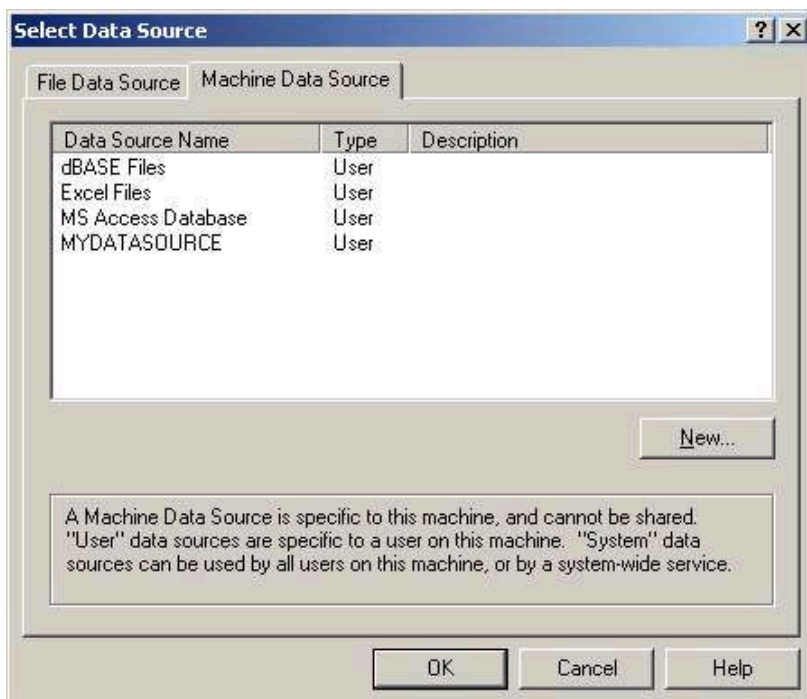 Select Data Source
File Data Source Machine Data Source
Data Source Name Type Description
dBASE Files User
Excel Files User
MS Access Database User
MYDATASOURCE User
New...
A Machine Data Source is specific to this machine, and cannot be shared.
"User" data sources are specific to a user on this machine. "System" data
sources can be used by all users on this machine, or by a system-wide service.
OK Cancel Help